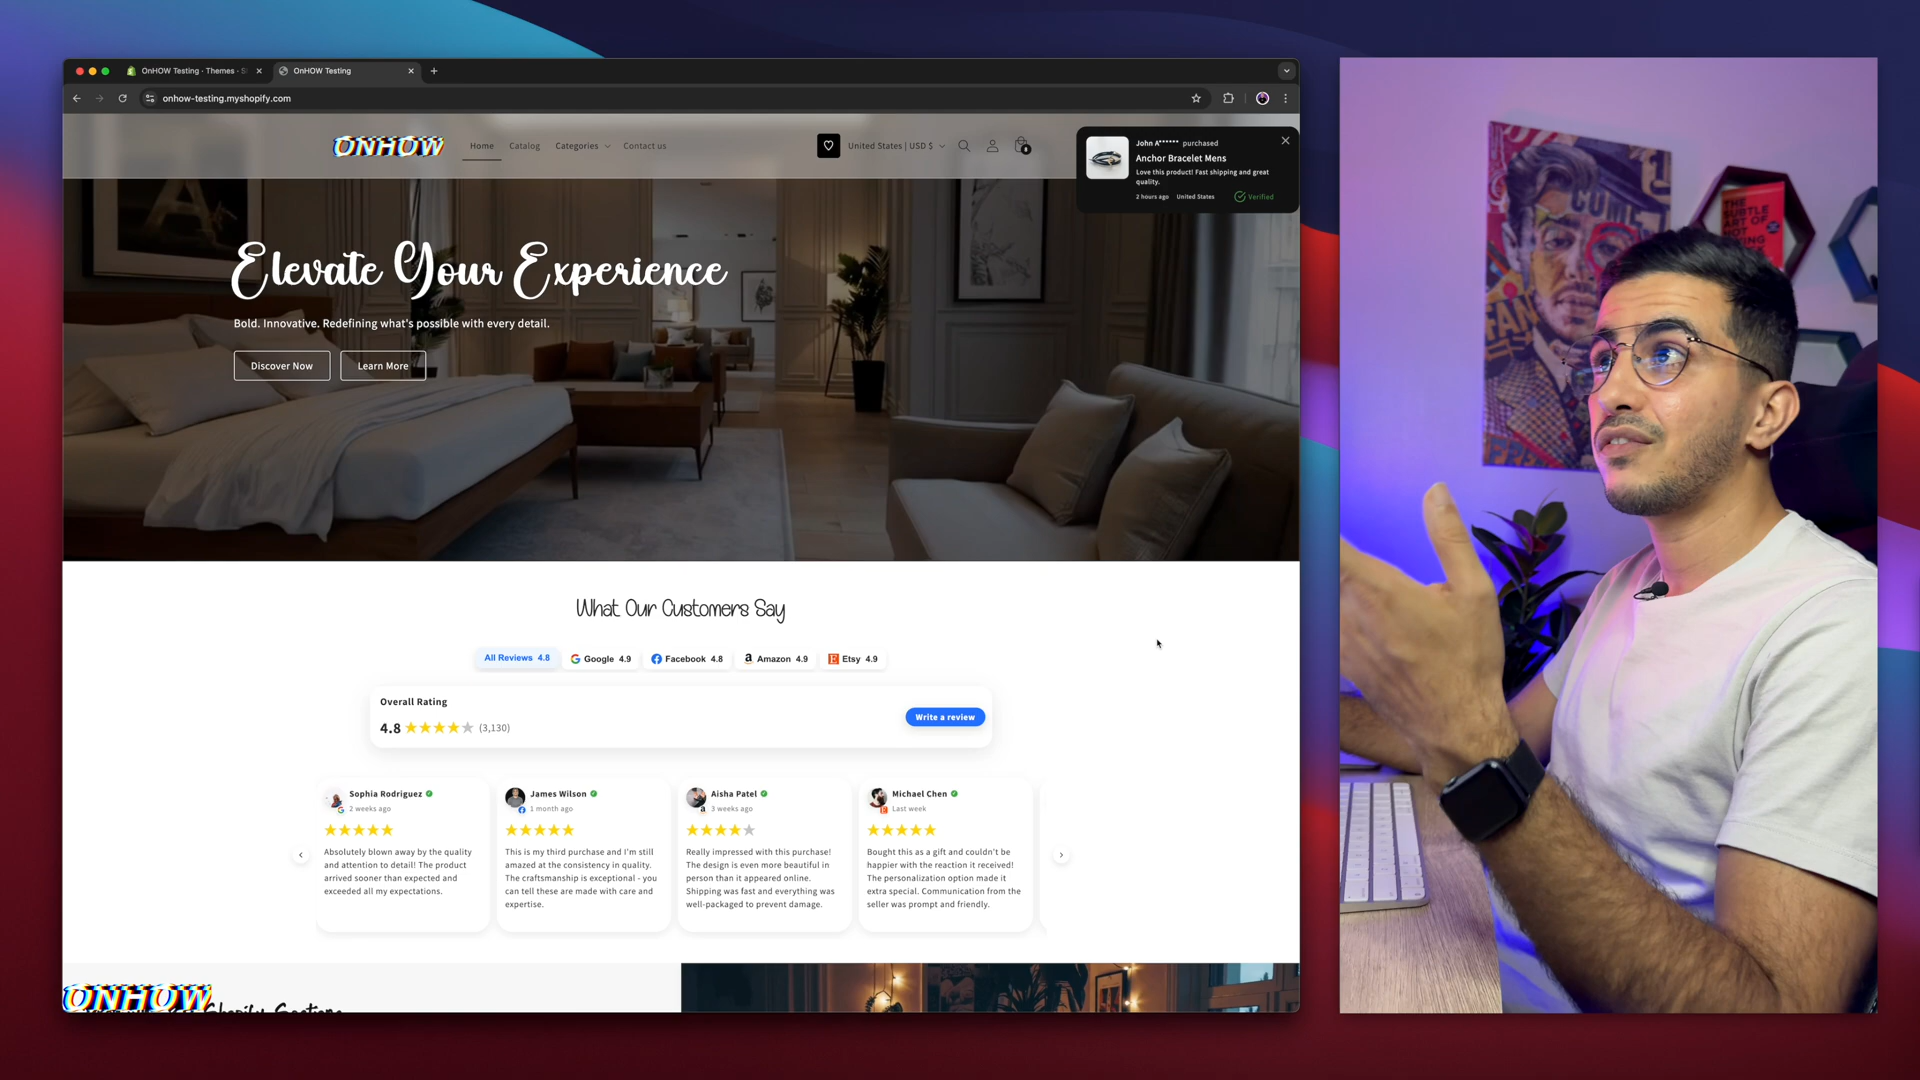 OnHOW Testing · Themes · S
OnHOW Testing
onhow-testing.myshopify.com
ONHOW
Home
Catalog
Categories
Contact us
United States | USD $
John A****** purchased
Anchor Bracelet Mens
Love this product! Fast shipping and great
quality.
2 hours ago
United States
Verified
Elevate Your Experience
Bold. Innovative. Redefining what's possible with every detail.
Discover Now
Learn More
What Our Customers Say
All Reviews 4.8
Google 4.9
Facebook 4.8
Amazon 4.9
Etsy 4.9
Overall Rating
4.8
(3,130)
Write a review
Sophia Rodriguez
2 weeks ago
Absolutely blown away by the quality
and attention to detail! The product
arrived sooner than expected and
exceeded all my expectations.
James Wilson
1 month ago
This is my third purchase and I'm still
amazed at the consistency in quality.
The craftsmanship is exceptional - you
can tell these are made with care and
expertise.
Aisha Patel
3 weeks ago
Really impressed with this purchase!
The design is even more beautiful in
person than it appeared online.
Shipping was fast and everything was
well-packaged to prevent damage.
Michael Chen
Last week
Bought this as a gift and couldn't be
happier with the reaction it received!
The personalization option made it
extra special. Communication from the
seller was prompt and friendly.
ONHOW
Shopify Sections
THE
SUBTLE
ART OF
NOT
COME
FAN